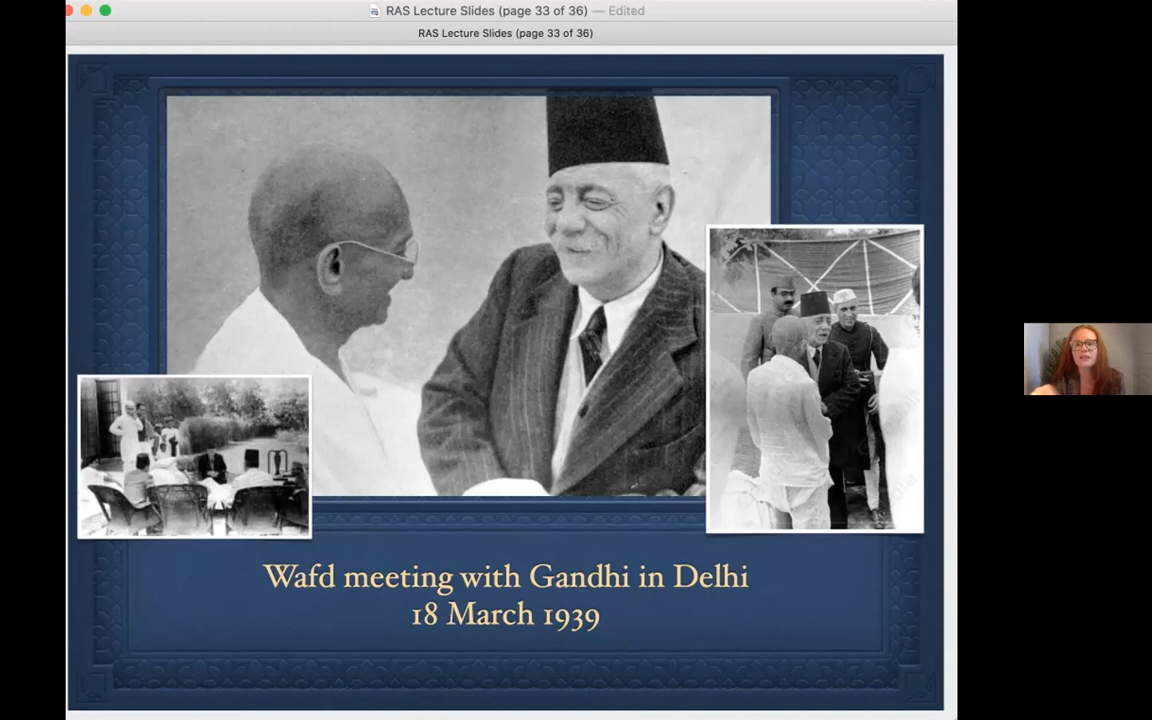 RAS Lecture Slides (page 33 of 36) — Edited
RAS Lecture Slides (page 33 of 36)
Wafd meeting with Gandhi in Delhi
18 March 1939